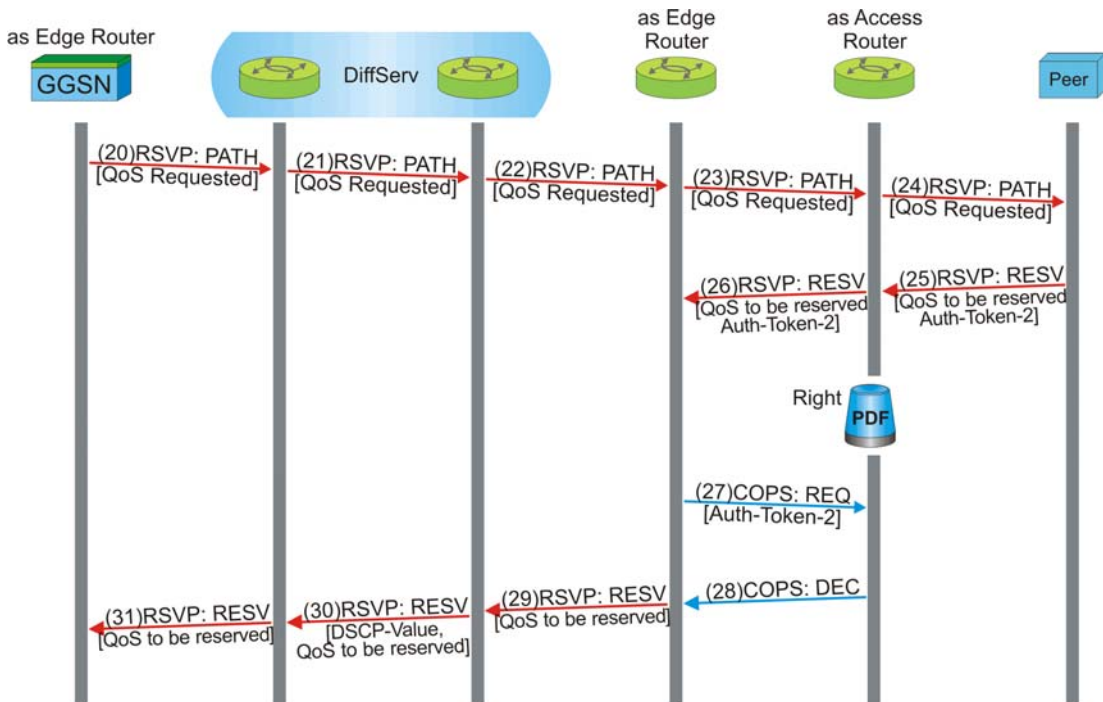 as Edge Router
GGSN
DiffServ
as Edge
Router
as Access
Router
Peer
(20)RSVP: PATH
[QoS Requested]
(21)RSVP: PATH
[QoS Requested]
(22)RSVP: PATH
[QoS Requested]
(23)RSVP: PATH
[QoS Requested]
(24)RSVP: PATH
[QoS Requested]
(25)RSVP: RESV
[QoS to be reserved
Auth-Token-2]
(26)RSVP: RESV
[QoS to be reserved
Auth-Token-2]
Right
PDF
(27)COPS: REQ
[Auth-Token-2]
(28)COPS: DEC
(29)RSVP: RESV
[QoS to be reserved]
(30)RSVP: RESV
[DSCP-Value,
QoS to be reserved]
(31)RSVP: RESV
[QoS to be reserved]